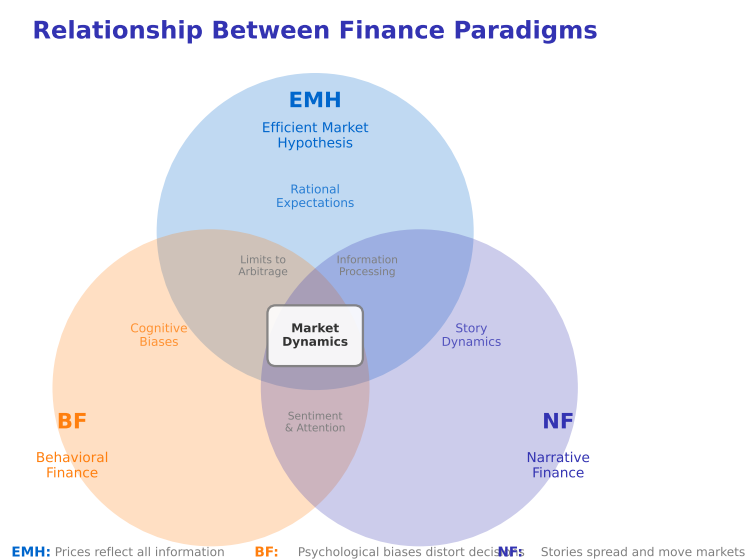 Relationship Between Finance Paradigms
EMH
Efficient Market
Hypothesis
Rational
Expectations
Limits to
Arbitrage
Information
Processing
Cognitive
Biases
Market
Dynamics
Story
Dynamics
BF
Sentiment
& Attention
NF
Behavioral
Finance
Narrative
Finance
EMH: Prices reflect all information
BF: Psychological biases distort decisions
NF: Stories spread and move markets